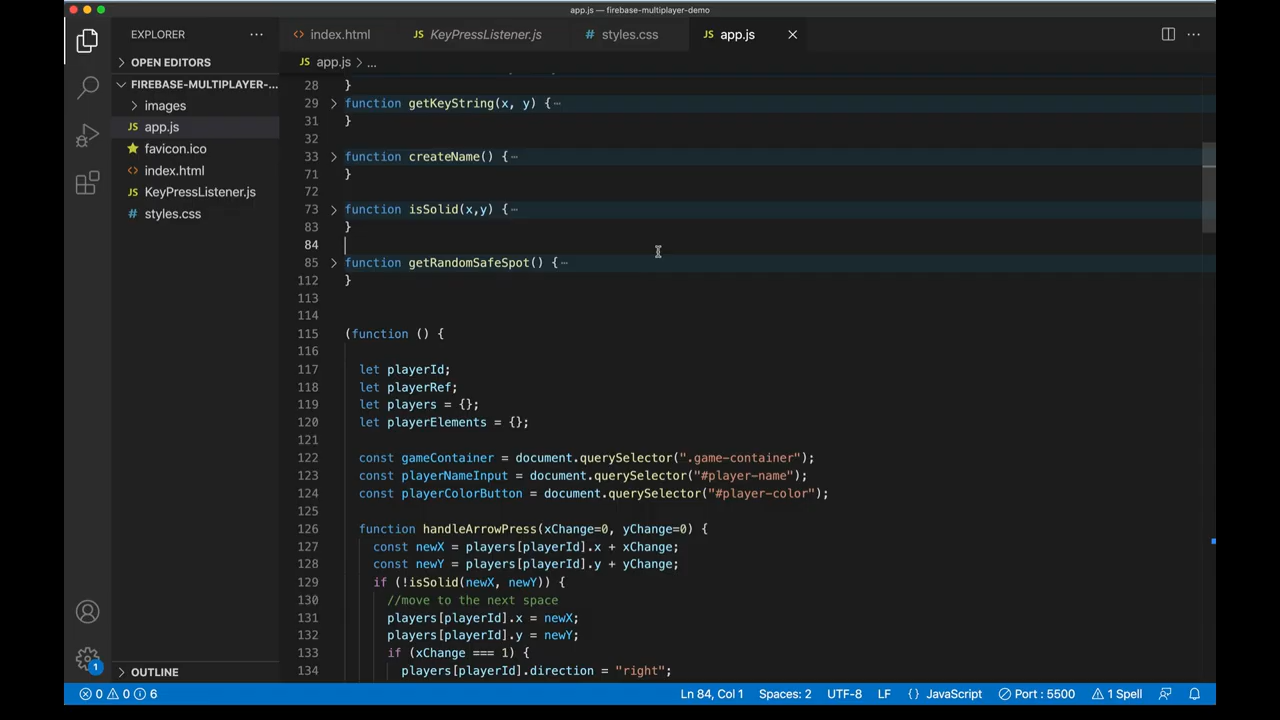 app.js — firebase-multiplayer-demo
EXPLORER ...
<> index.html JS KeyPressListener.js # styles.css JS app.js ×
OPEN EDITORS
JS app.js > ...
FIREBASE-MULTIPLAYER-...
images
JS app.js
favicon.ico
<> index.html
JS KeyPressListener.js
# styles.css
OUTLINE
28 }
29 > function getKeyString(x, y) { ⋯
31 }
32
33 > function createName() { ⋯
71 }
72
73 > function isSolid(x,y) { ⋯
83 }
84
85 > function getRandomSafeSpot() { ⋯
112 }
113
114
115 (function () {
116
117 let playerId;
118 let playerRef;
119 let players = {};
120 let playerElements = {};
121
122 const gameContainer = document.querySelector(".game-container");
123 const playerNameInput = document.querySelector("#player-name");
124 const playerColorButton = document.querySelector("#player-color");
125
126 function handleArrowPress(xChange=0, yChange=0) {
127 const newX = players[playerId].x + xChange;
128 const newY = players[playerId].y + yChange;
129 if (!isSolid(newX, newY)) {
130 //move to the next space
131 players[playerId].x = newX;
132 players[playerId].y = newY;
133 if (xChange === 1) {
134 players[playerId].direction = "right";
1
0 0 6 Ln 84, Col 1 Spaces: 2 UTF-8 LF {} JavaScript Port : 5500 1 Spell